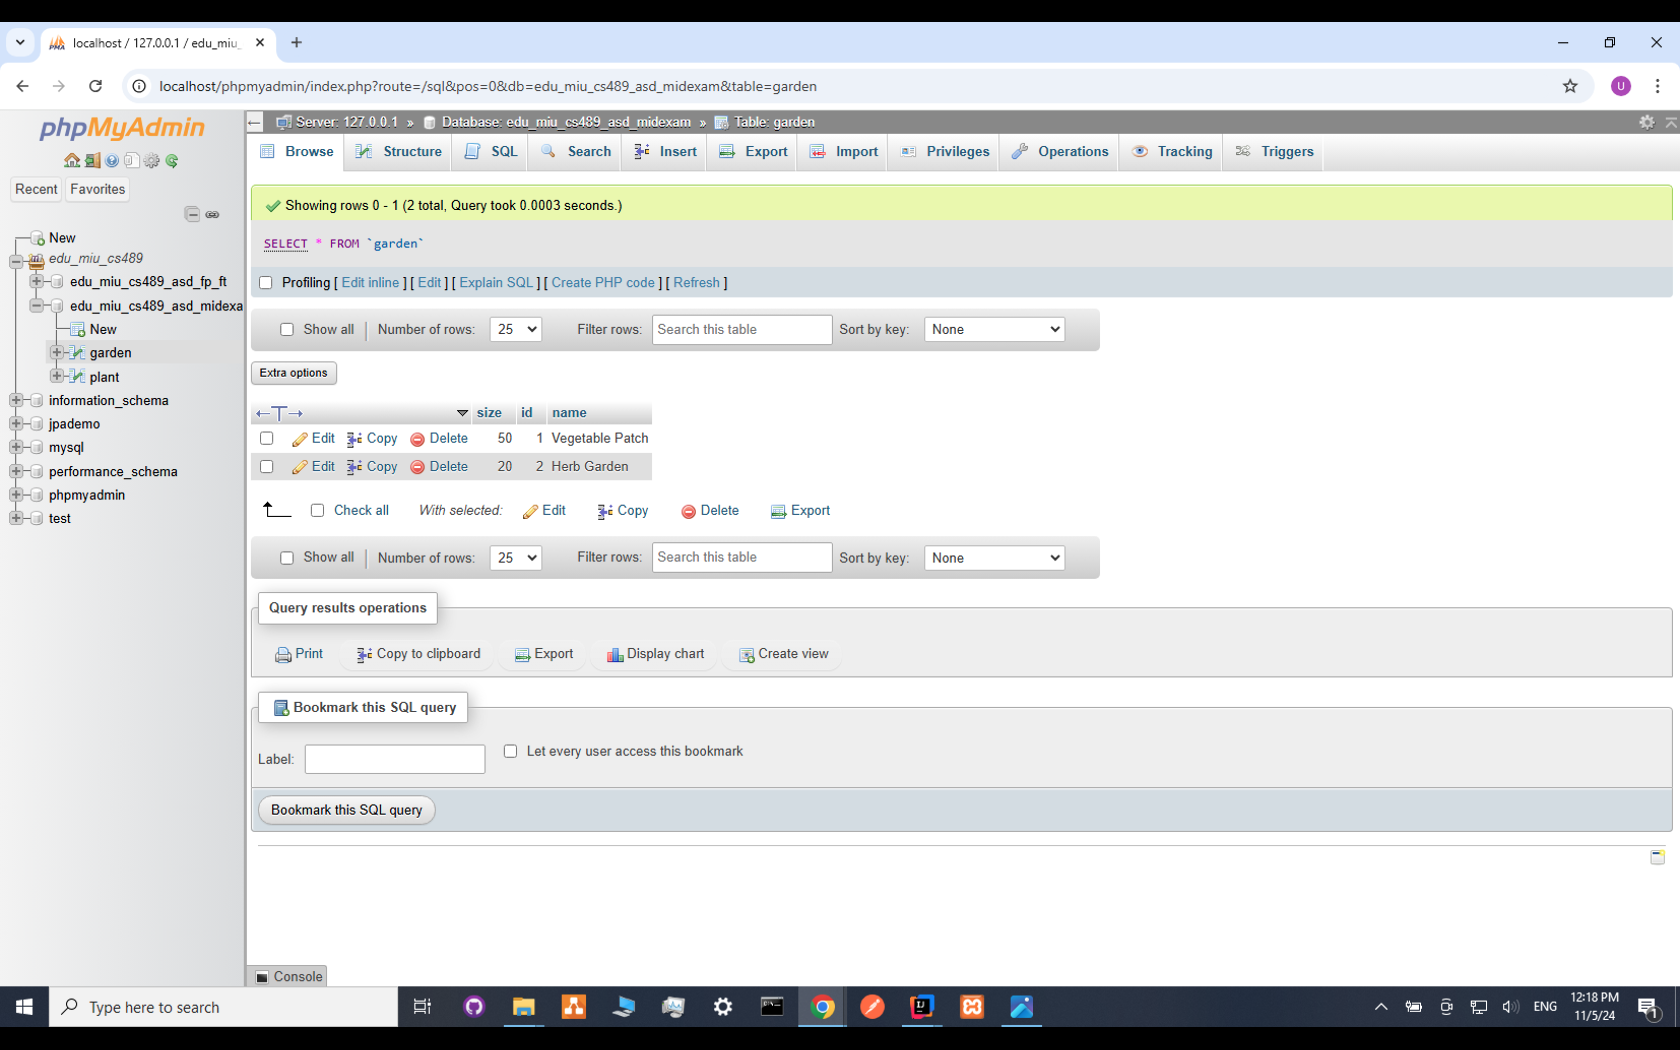 localhost / 127.0.0.1 / edu_miu_
localhost/phpmyadmin/index.php?route=/sql&pos=0&db=edu_miu_cs489_asd_midexam&table=garden
U
phpMyAdmin
Recent Favorites
New
edu_miu_cs489
edu_miu_cs489_asd_fp_ft
edu_miu_cs489_asd_midexa
New
garden
plant
information_schema
jpademo
mysql
performance_schema
phpmyadmin
test
Server: 127.0.0.1 » Database: edu_miu_cs489_asd_midexam » Table: garden
Browse Structure SQL Search Insert Export Import Privileges Operations Tracking Triggers
Showing rows 0 - 1 (2 total, Query took 0.0003 seconds.)
SELECT * FROM `garden`
Profiling [ Edit inline ] [ Edit ] [ Explain SQL ] [ Create PHP code ] [ Refresh ]
Show all | Number of rows: 25 Filter rows: Search this table Sort by key: None
Extra options
←T→ size id name
Edit Copy Delete 50 1 Vegetable Patch
Edit Copy Delete 20 2 Herb Garden
Check all With selected: Edit Copy Delete Export
Show all | Number of rows: 25 Filter rows: Search this table Sort by key: None
Query results operations
Print Copy to clipboard Export Display chart Create view
Bookmark this SQL query
Label: Let every user access this bookmark
Bookmark this SQL query
Console
Type here to search
ENG
12:18 PM
11/5/24
1